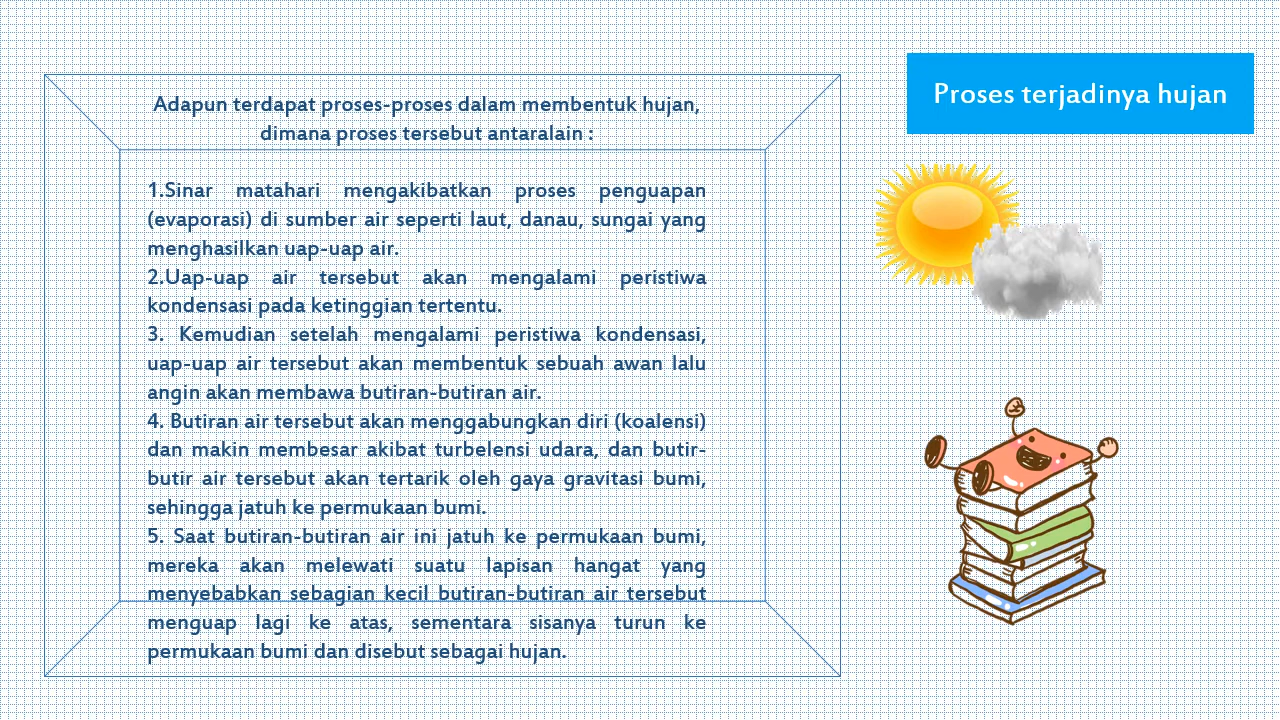 Proses terjadinya hujan
Adapun terdapat proses-proses dalam membentuk hujan,
dimana proses tersebut antaralain :
1.Sinar matahari mengakibatkan proses penguapan
(evaporasi) di sumber air seperti laut, danau, sungai yang
menghasilkan uap-uap air.
2.Uap-uap air tersebut akan mengalami peristiwa
kondensasi pada ketinggian tertentu.
3. Kemudian setelah mengalami peristiwa kondensasi,
uap-uap air tersebut akan membentuk sebuah awan lalu
angin akan membawa butiran-butiran air.
4. Butiran air tersebut akan menggabungkan diri (koalensi)
dan makin membesar akibat turbelensi udara, dan butir-
butir air tersebut akan tertarik oleh gaya gravitasi bumi,
sehingga jatuh ke permukaan bumi.
5. Saat butiran-butiran air ini jatuh ke permukaan bumi,
mereka akan melewati suatu lapisan hangat yang
menyebabkan sebagian kecil butiran-butiran air tersebut
menguap lagi ke atas, sementara sisanya turun ke
permukaan bumi dan disebut sebagai hujan.